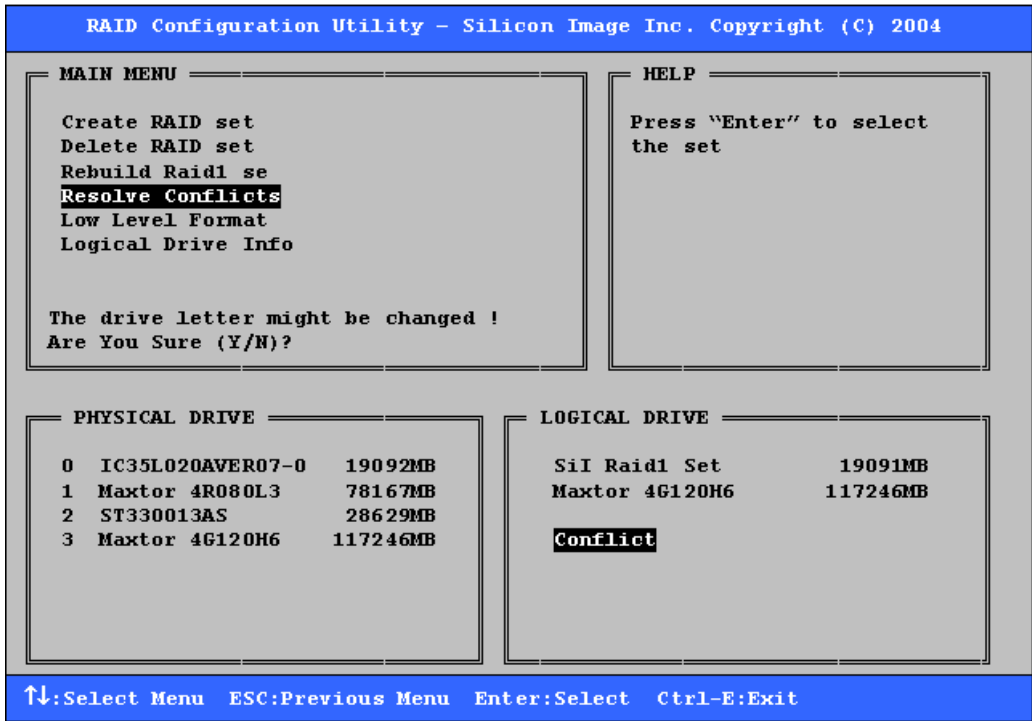 RAID Configuration Utility – Silicon Image Inc. Copyright (C) 2004
MAIN MENU
Create RAID set
Delete RAID set
Rebuild Raid1 se
Resolve Conflicts
Low Level Format
Logical Drive Info
The drive letter might be changed !
Are You Sure (Y/N)?
HELP
Press “Enter” to select
the set
PHYSICAL DRIVE
0 IC35L020AVER07-0 19092MB
1 Maxtor 4R080L3 78167MB
2 ST330013AS 28629MB
3 Maxtor 4G120H6 117246MB
LOGICAL DRIVE
SiI Raid1 Set 19091MB
Maxtor 4G120H6 117246MB
Conflict
↑↓:Select Menu ESC:Previous Menu Enter:Select Ctrl-E:Exit